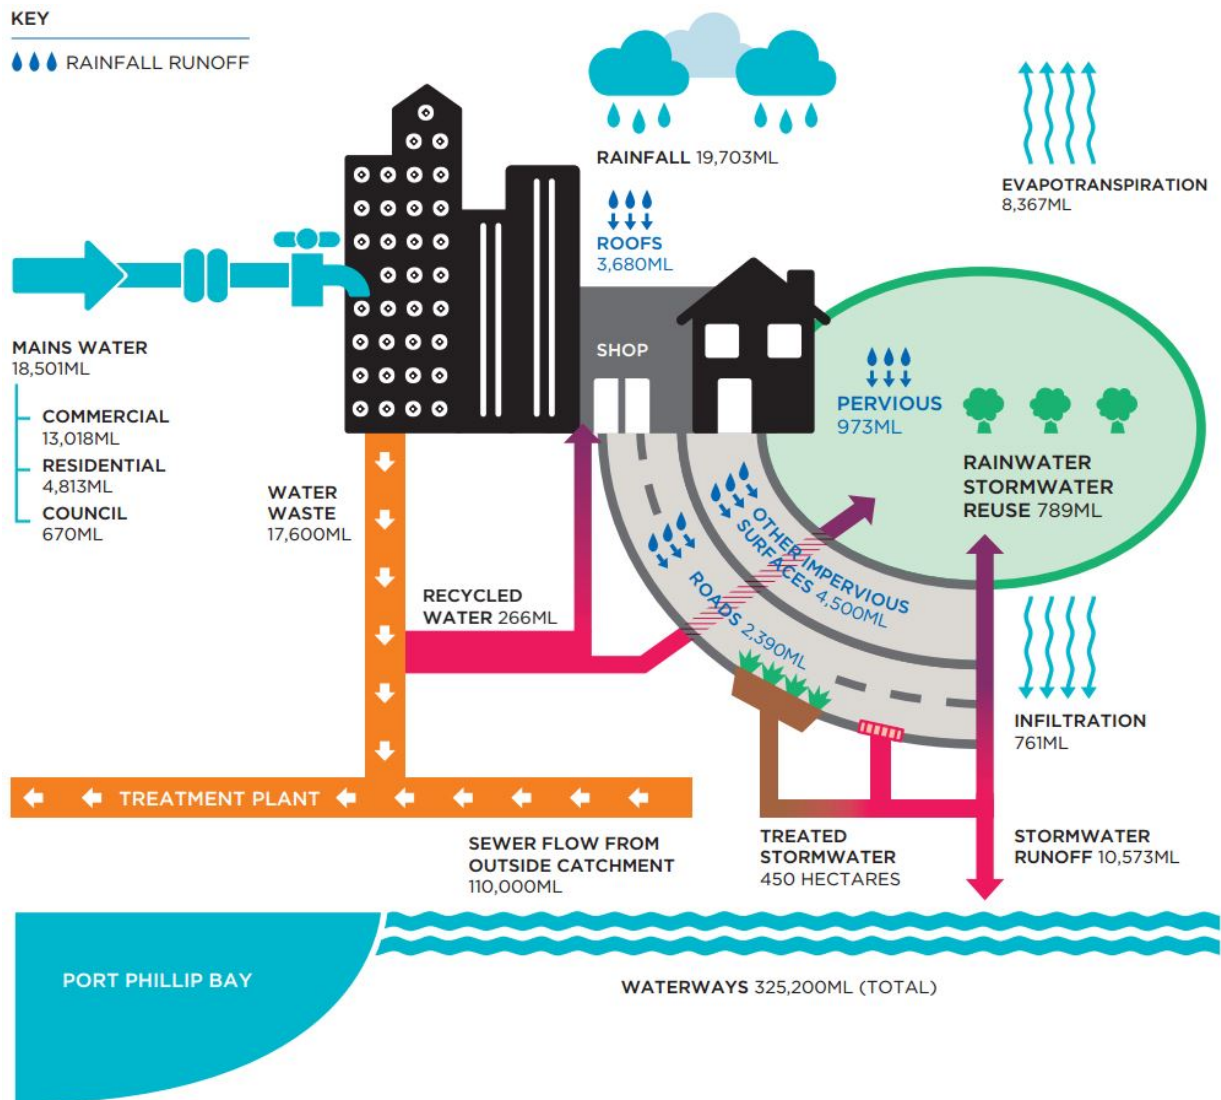 KEY
RAINFALL RUNOFF
RAINFALL 19,703ML
EVAPOTRANSPIRATION
8,367ML
ROOFS
3,680ML
MAINS WATER
18,501ML
COMMERCIAL
13,018ML
RESIDENTIAL
4,813ML
COUNCIL
670ML
SHOP
PERVIOUS
973ML
RAINWATER
STORMWATER
REUSE 789ML
WATER
WASTE
17,600ML
OTHER IMPERVIOUS
SURFACES 4,500ML
ROADS 2,390ML
RECYCLED
WATER 266ML
INFILTRATION
761ML
TREATMENT PLANT
SEWER FLOW FROM
OUTSIDE CATCHMENT
110,000ML
TREATED
STORMWATER
450 HECTARES
STORMWATER
RUNOFF 10,573ML
PORT PHILLIP BAY
WATERWAYS 325,200ML (TOTAL)